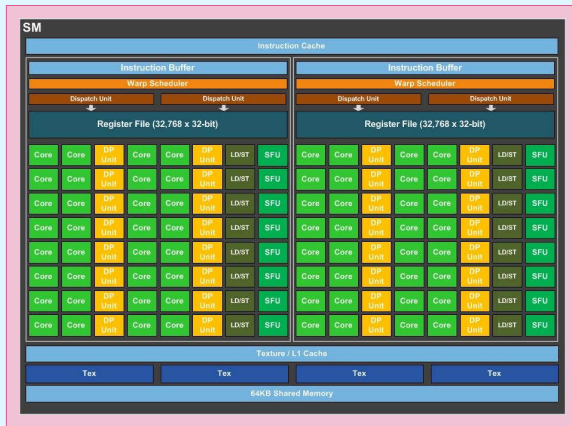 SM
Instruction Cache
Instruction Buffer Instruction Buffer
Warp Scheduler Warp Scheduler
Dispatch Unit Dispatch Unit Dispatch Unit Dispatch Unit
Register File (32,768 x 32-bit) Register File (32,768 x 32-bit)
Core Core DP Unit Core Core DP Unit LD/ST SFU Core Core DP Unit Core Core DP Unit LD/ST SFU
Core Core DP Unit Core Core DP Unit LD/ST SFU Core Core DP Unit Core Core DP Unit LD/ST SFU
Core Core DP Unit Core Core DP Unit LD/ST SFU Core Core DP Unit Core Core DP Unit LD/ST SFU
Core Core DP Unit Core Core DP Unit LD/ST SFU Core Core DP Unit Core Core DP Unit LD/ST SFU
Core Core DP Unit Core Core DP Unit LD/ST SFU Core Core DP Unit Core Core DP Unit LD/ST SFU
Core Core DP Unit Core Core DP Unit LD/ST SFU Core Core DP Unit Core Core DP Unit LD/ST SFU
Core Core DP Unit Core Core DP Unit LD/ST SFU Core Core DP Unit Core Core DP Unit LD/ST SFU
Core Core DP Unit Core Core DP Unit LD/ST SFU Core Core DP Unit Core Core DP Unit LD/ST SFU
Texture / L1 Cache
Tex Tex Tex Tex
64KB Shared Memory